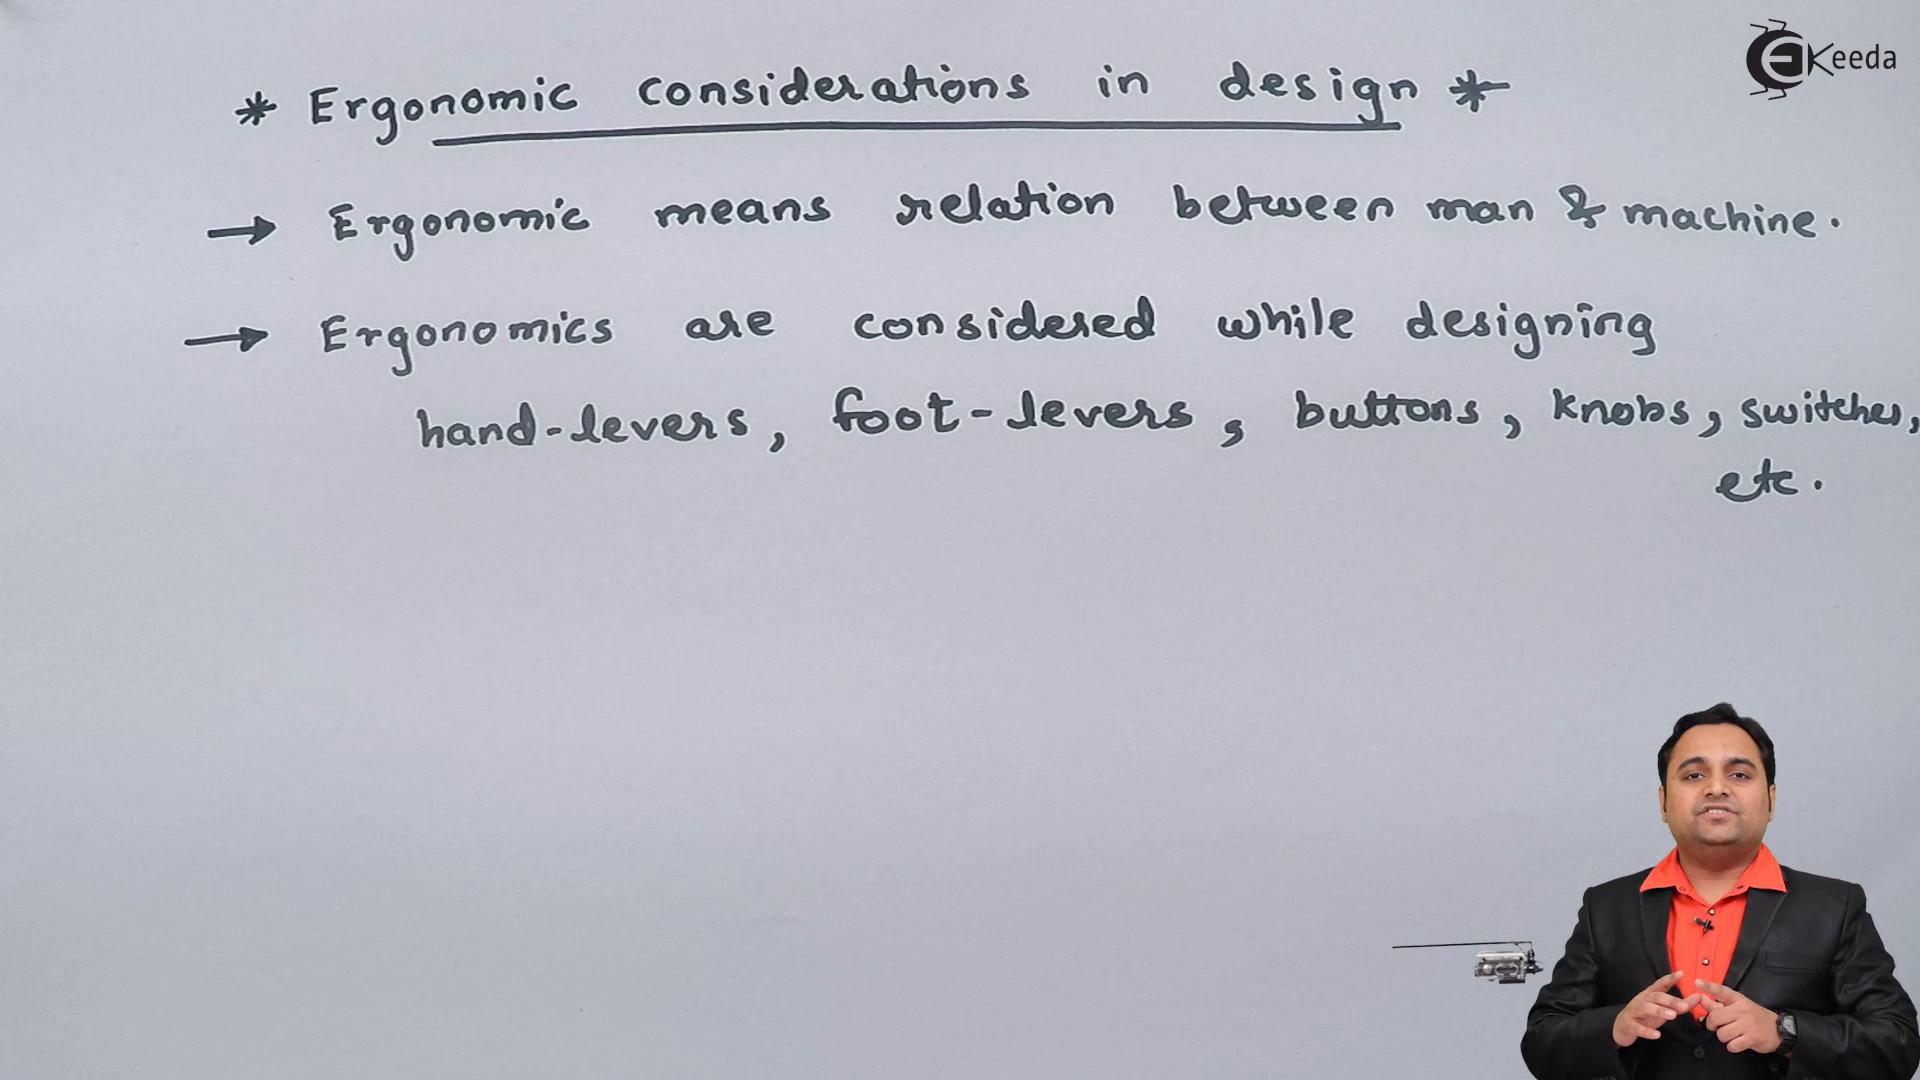 EKeeda
* Ergonomic considerations in design *
→ Ergonomic means relation between man & machine.
→ Ergonomics are considered while designing
hand-levers, foot-levers, buttons, knobs, switches,
etc.